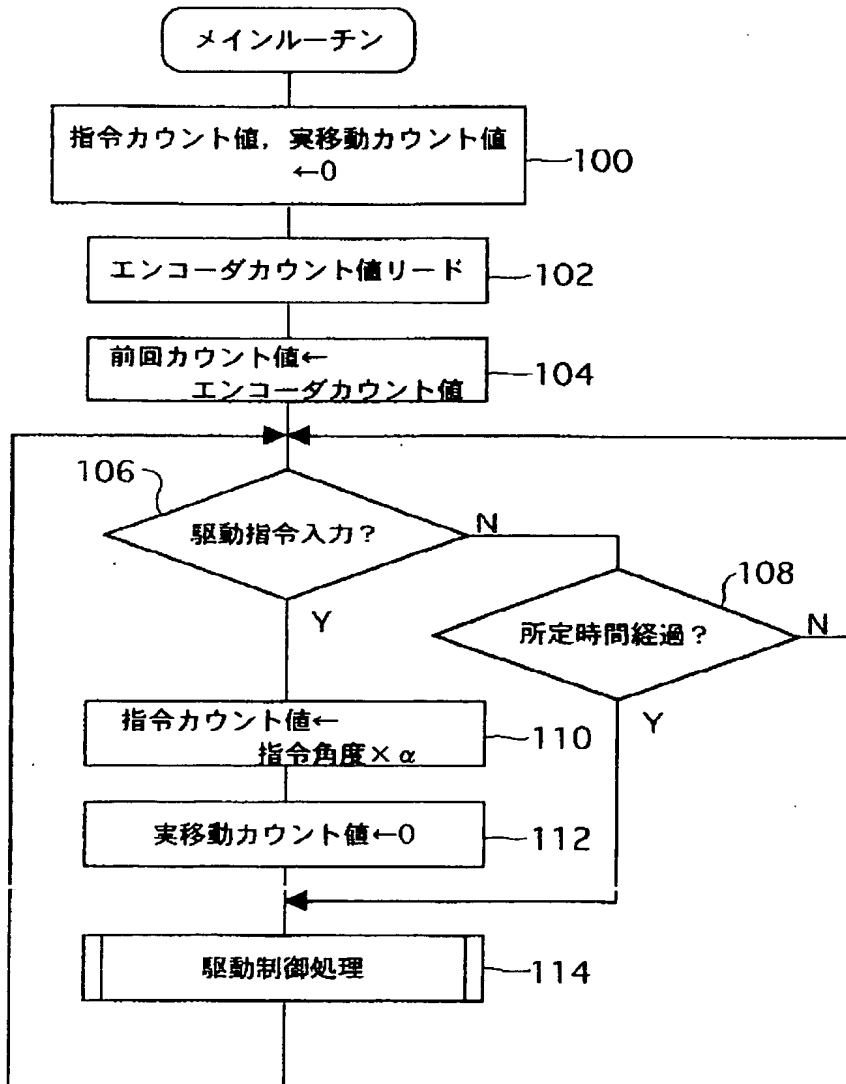 メインルーチン
指令カウント値, 実移動カウント値
←0
100
エンコーダカウント値リード
102
前回カウント値←
エンコーダカウント値
104
106
駆動指令入力?
N
Y
108
所定時間経過?
N
Y
指令カウント値←
指令角度×α
110
実移動カウント値←0
112
駆動制御処理
114